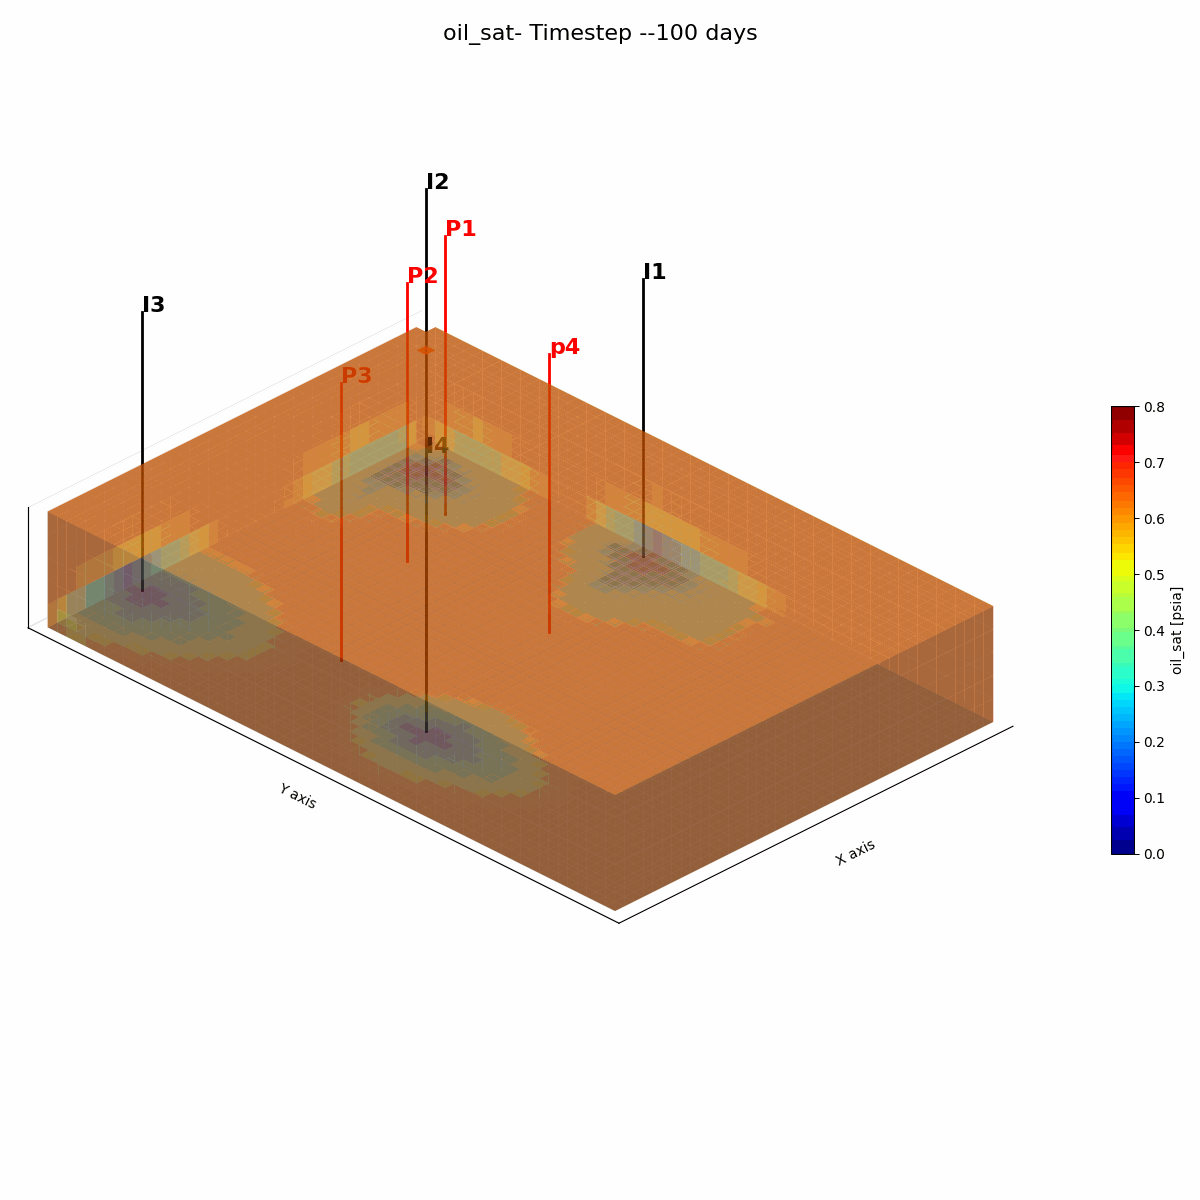 oil_sat- Timestep --100 days
I2
P1
I1
P2
I3
p4
P3
I4
0.8
0.7
0.6
0.5
0.4
0.3
0.2
0.1
0.0
oil_sat [psia]
Y axis
X axis